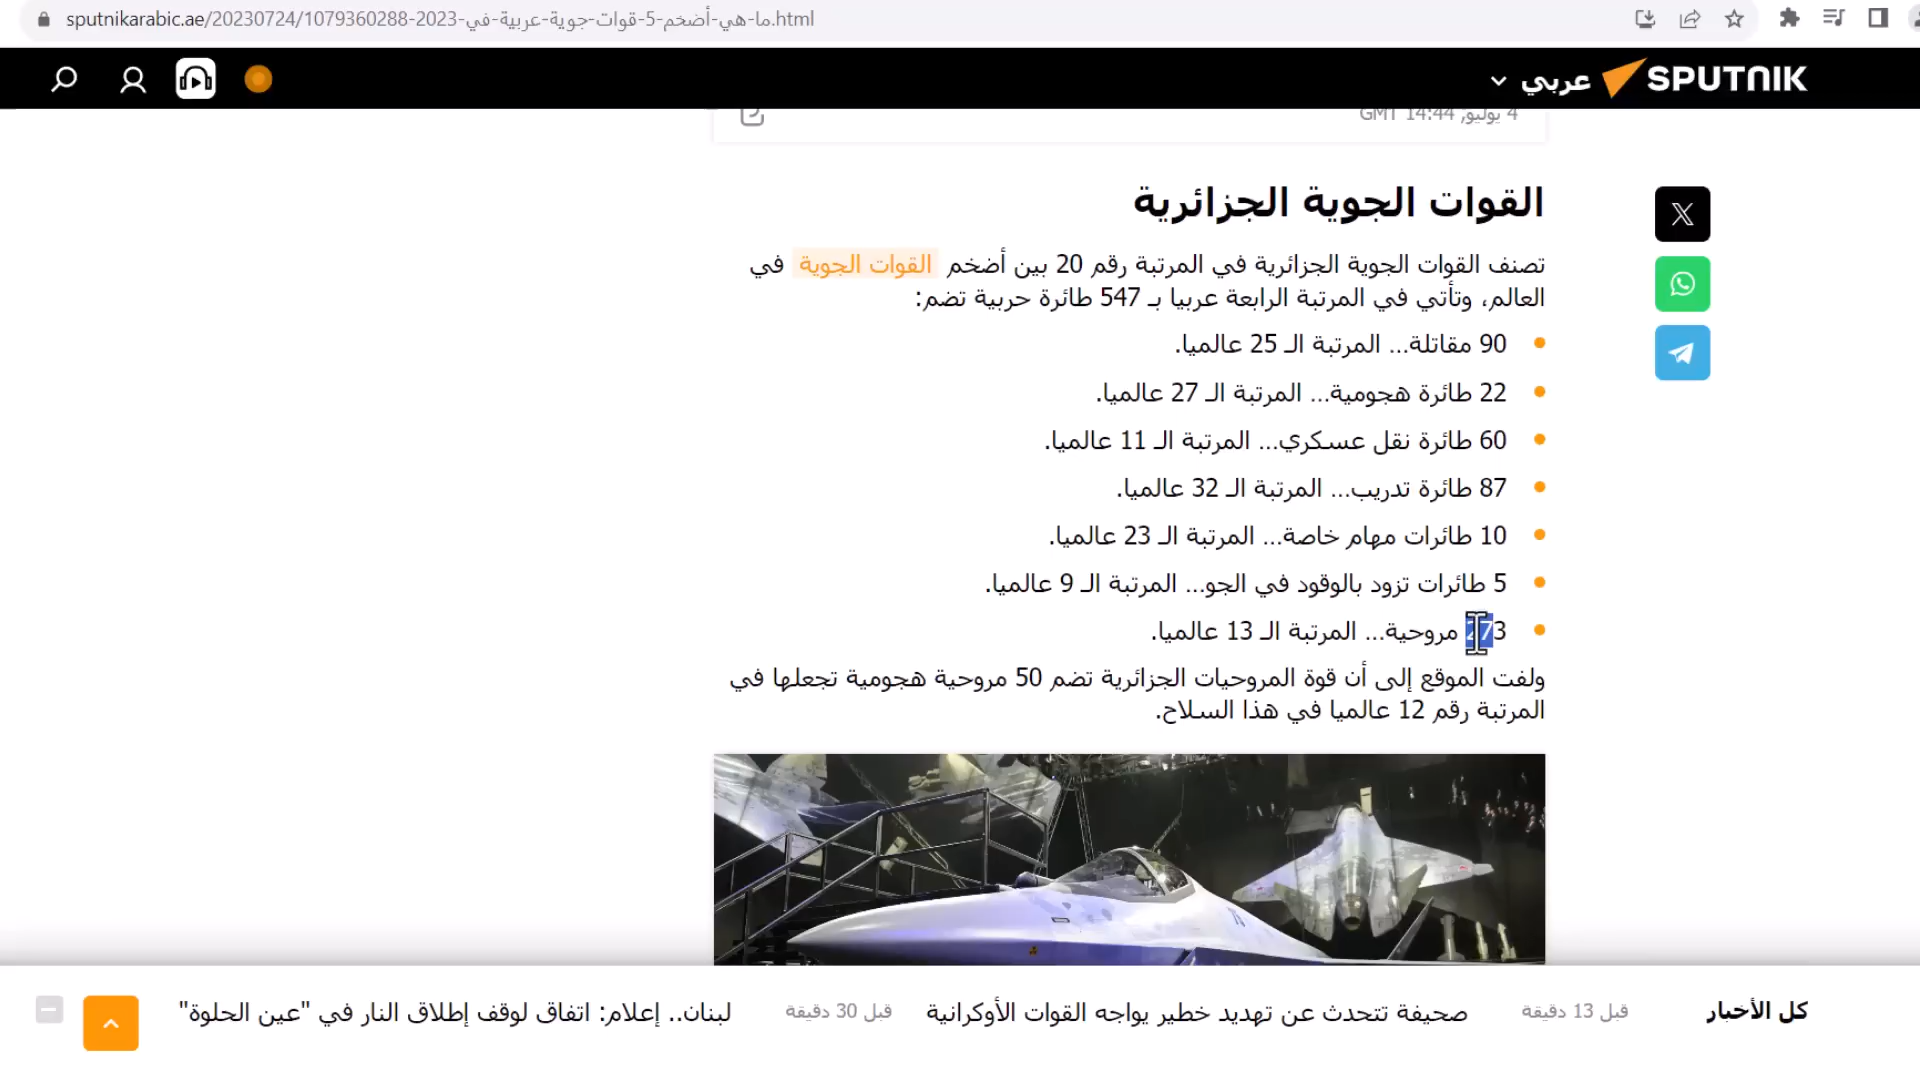 sputnikarabic.ae/20230724/ما-هي-أضخم-5-قوات-جوية-عربية-في-2023-1079360288.html
عربي SPUTNIK
4 يوليو, 14:44 GMT
القوات الجوية الجزائرية
تصنف القوات الجوية الجزائرية في المرتبة رقم 20 بين أضخم القوات الجوية في
العالم، وتأتي في المرتبة الرابعة عربيا بـ 547 طائرة حربية تضم:
90 مقاتلة... المرتبة الـ 25 عالميا.
22 طائرة هجومية... المرتبة الـ 27 عالميا.
60 طائرة نقل عسكري... المرتبة الـ 11 عالميا.
87 طائرة تدريب... المرتبة الـ 32 عالميا.
10 طائرات مهام خاصة... المرتبة الـ 23 عالميا.
5 طائرات تزود بالوقود في الجو... المرتبة الـ 9 عالميا.
273 مروحية... المرتبة الـ 13 عالميا.
ولفت الموقع إلى أن قوة المروحيات الجزائرية تضم 50 مروحية هجومية تجعلها في
المرتبة رقم 12 عالميا في هذا السلاح.
كل الأخبار قبل 13 دقيقة صحيفة تتحدث عن تهديد خطير يواجه القوات الأوكرانية قبل 30 دقيقة لبنان.. إعلام: اتفاق لوقف إطلاق النار في "عين الحلوة"